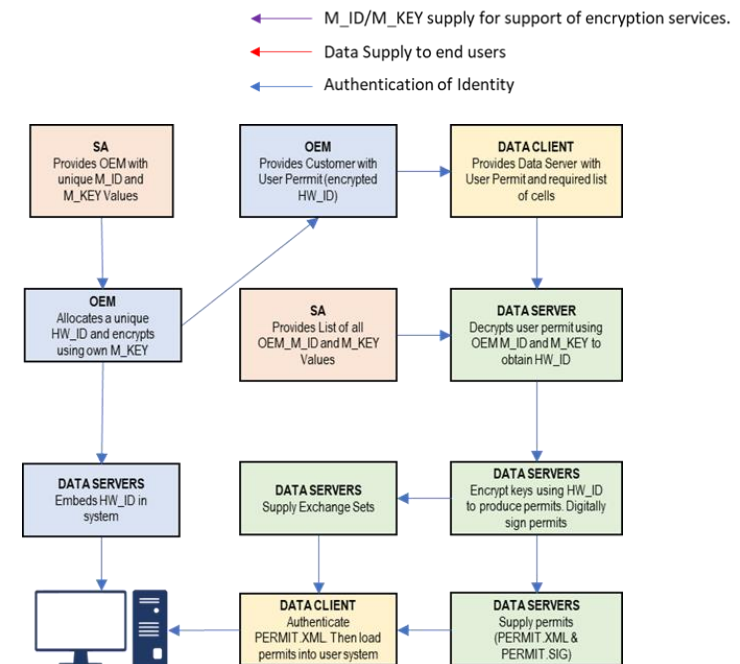 M_ID/M_KEY supply for support of encryption services.
Data Supply to end users
Authentication of Identity
SA
Provides OEM with
unique M_ID and
M_KEY Values
OEM
Provides Customer with
User Permit (encrypted
HW_ID)
DATA CLIENT
Provides Data Server with
User Permit and required list
of cells
OEM
Allocates a unique
HW_ID and encrypts
using own M_KEY
SA
Provides List of all
OEM_M_ID and M_KEY
Values
DATA SERVER
Decrypts user permit using
OEM M_ID and M_KEY to
obtain HW_ID
DATA SERVERS
Embeds HW_ID in
system
DATA SERVERS
Supply Exchange Sets
DATA SERVERS
Encrypt keys using HW_ID
to produce permits. Digitally
sign permits
DATA CLIENT
Authenticate
PERMIT.XML. Then load
permits into user system
DATA SERVERS
Supply permits
(PERMIT.XML &
PERMIT.SIG)